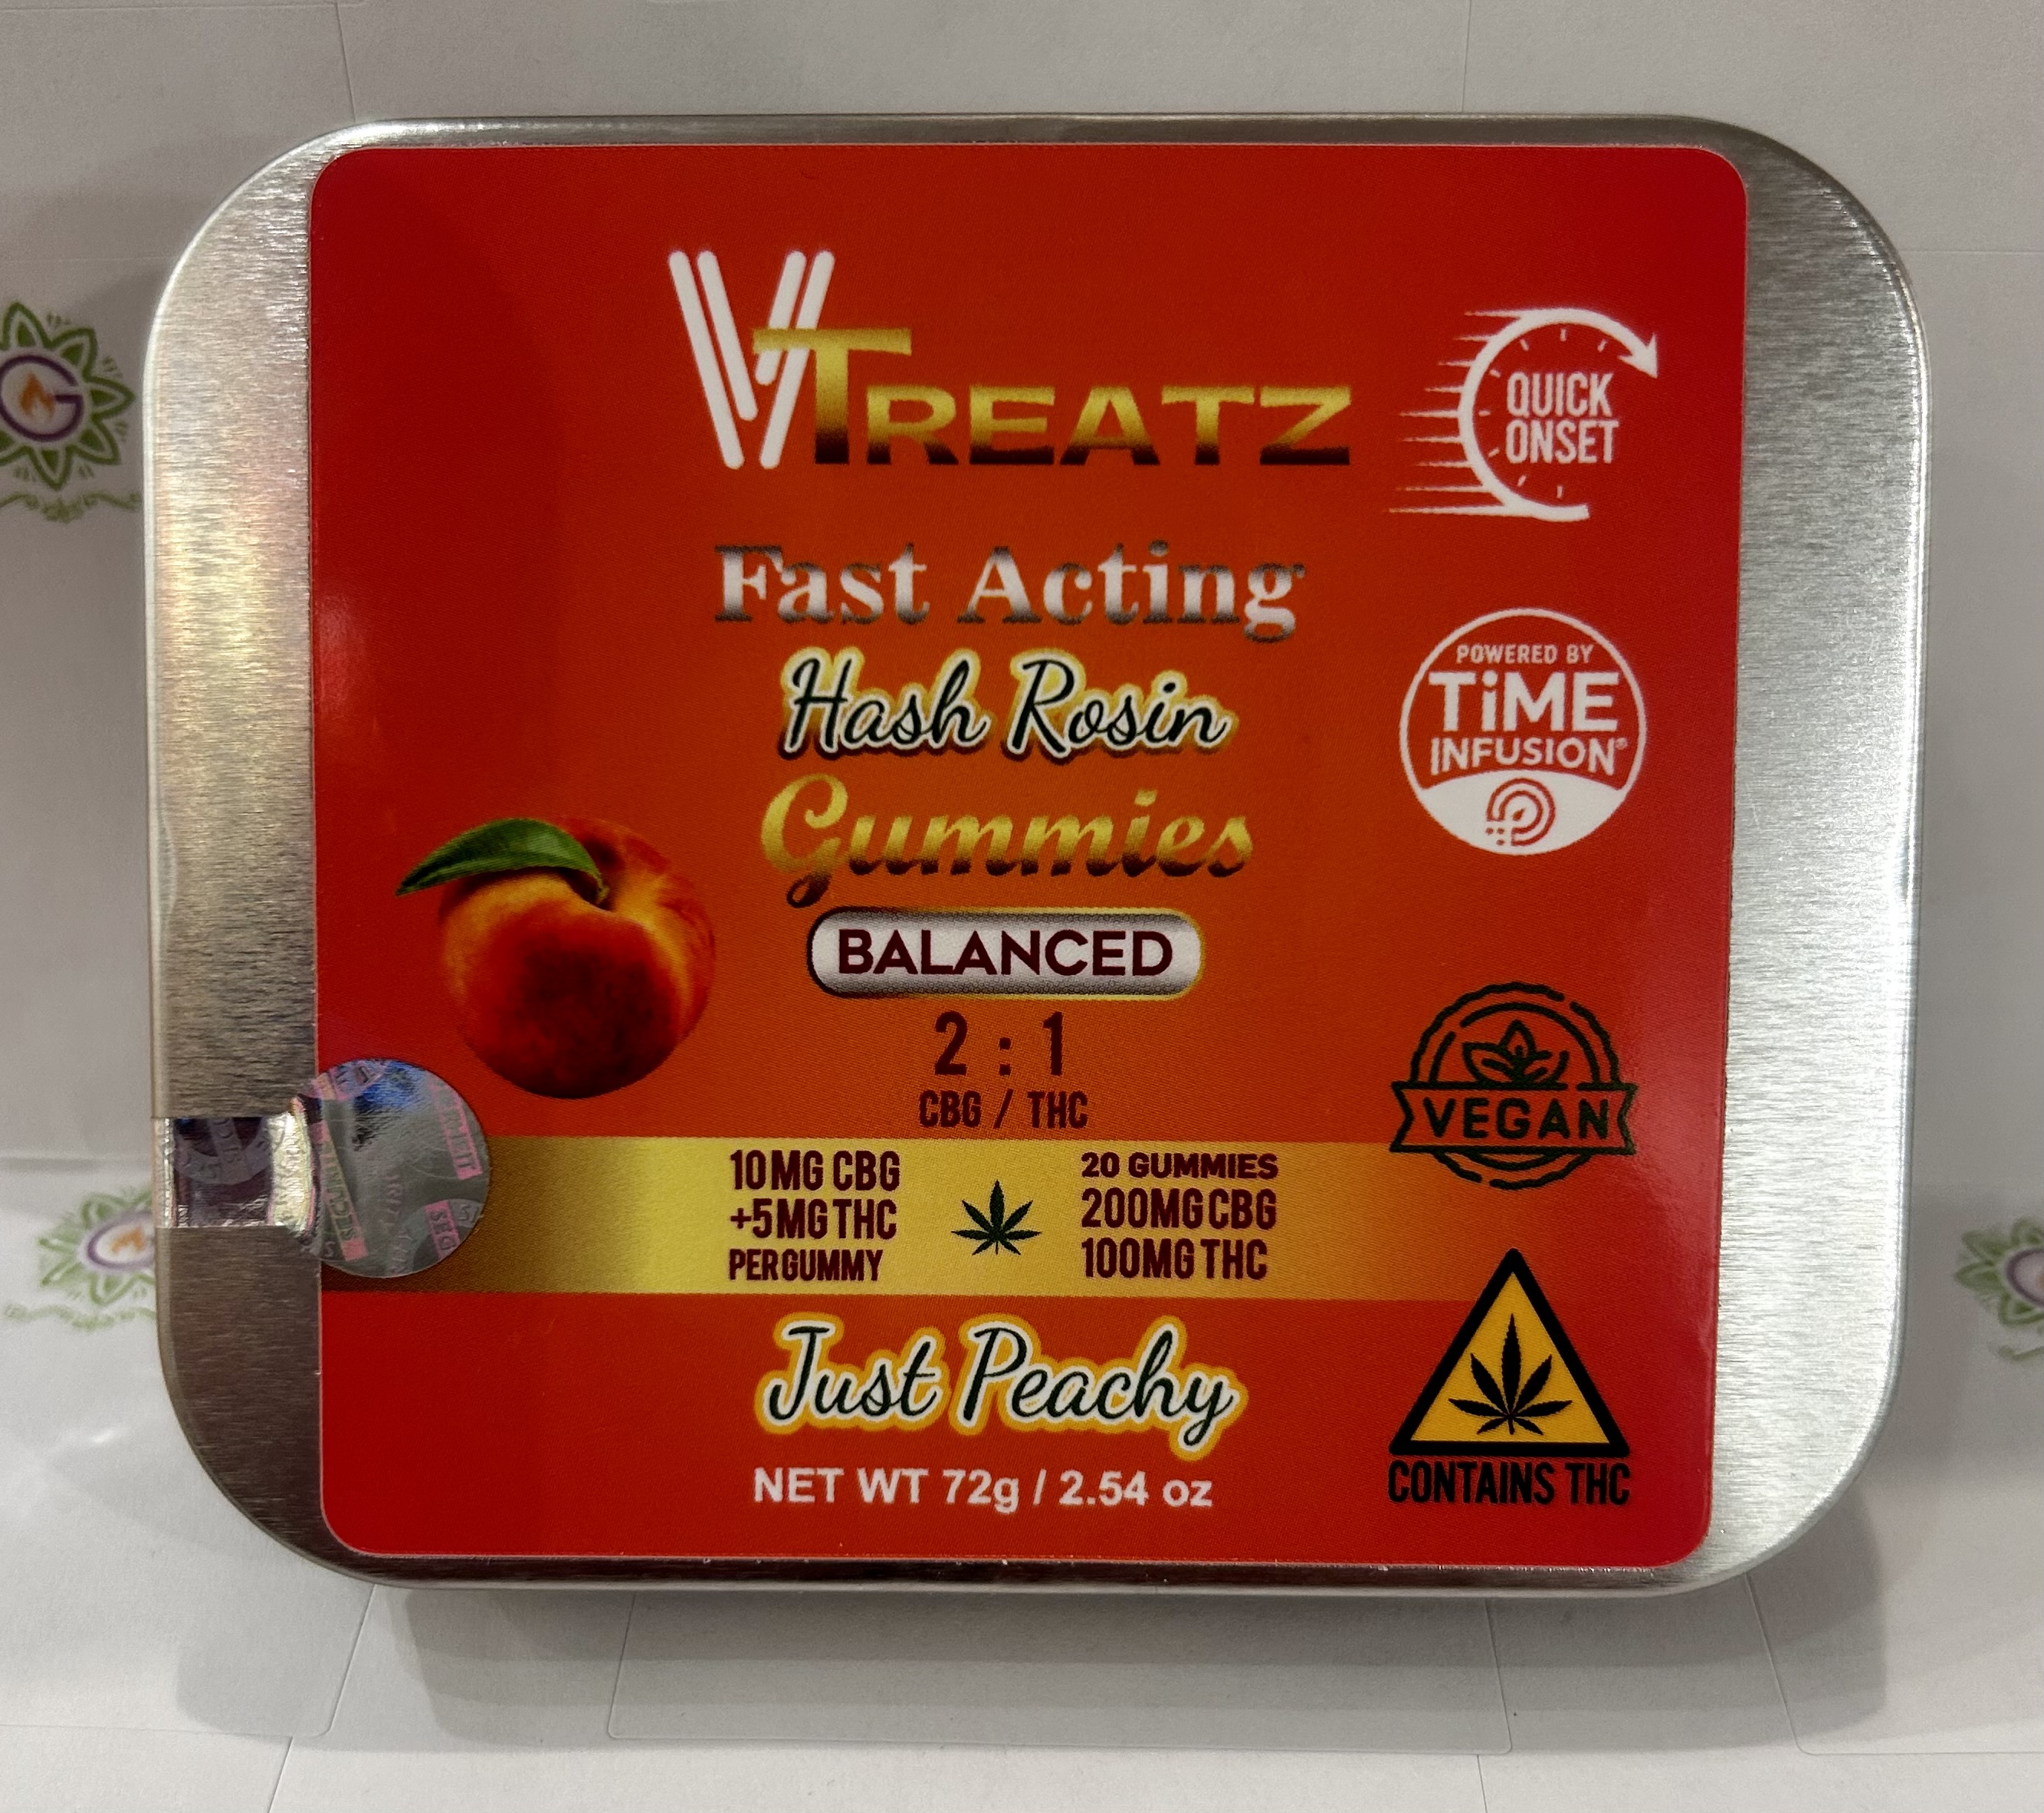 VTREATZ
QUICK
ONSET
Fast Acting
Hash Rosin
Gummies
POWERED BY
TiME
INFUSION®
BALANCED
2 : 1
CBG / THC
VEGAN
10MG CBG
+5MG THC
PER GUMMY
20 GUMMIES
200MG CBG
100MG THC
Just Peachy
NET WT 72g / 2.54 oz
CONTAINS THC